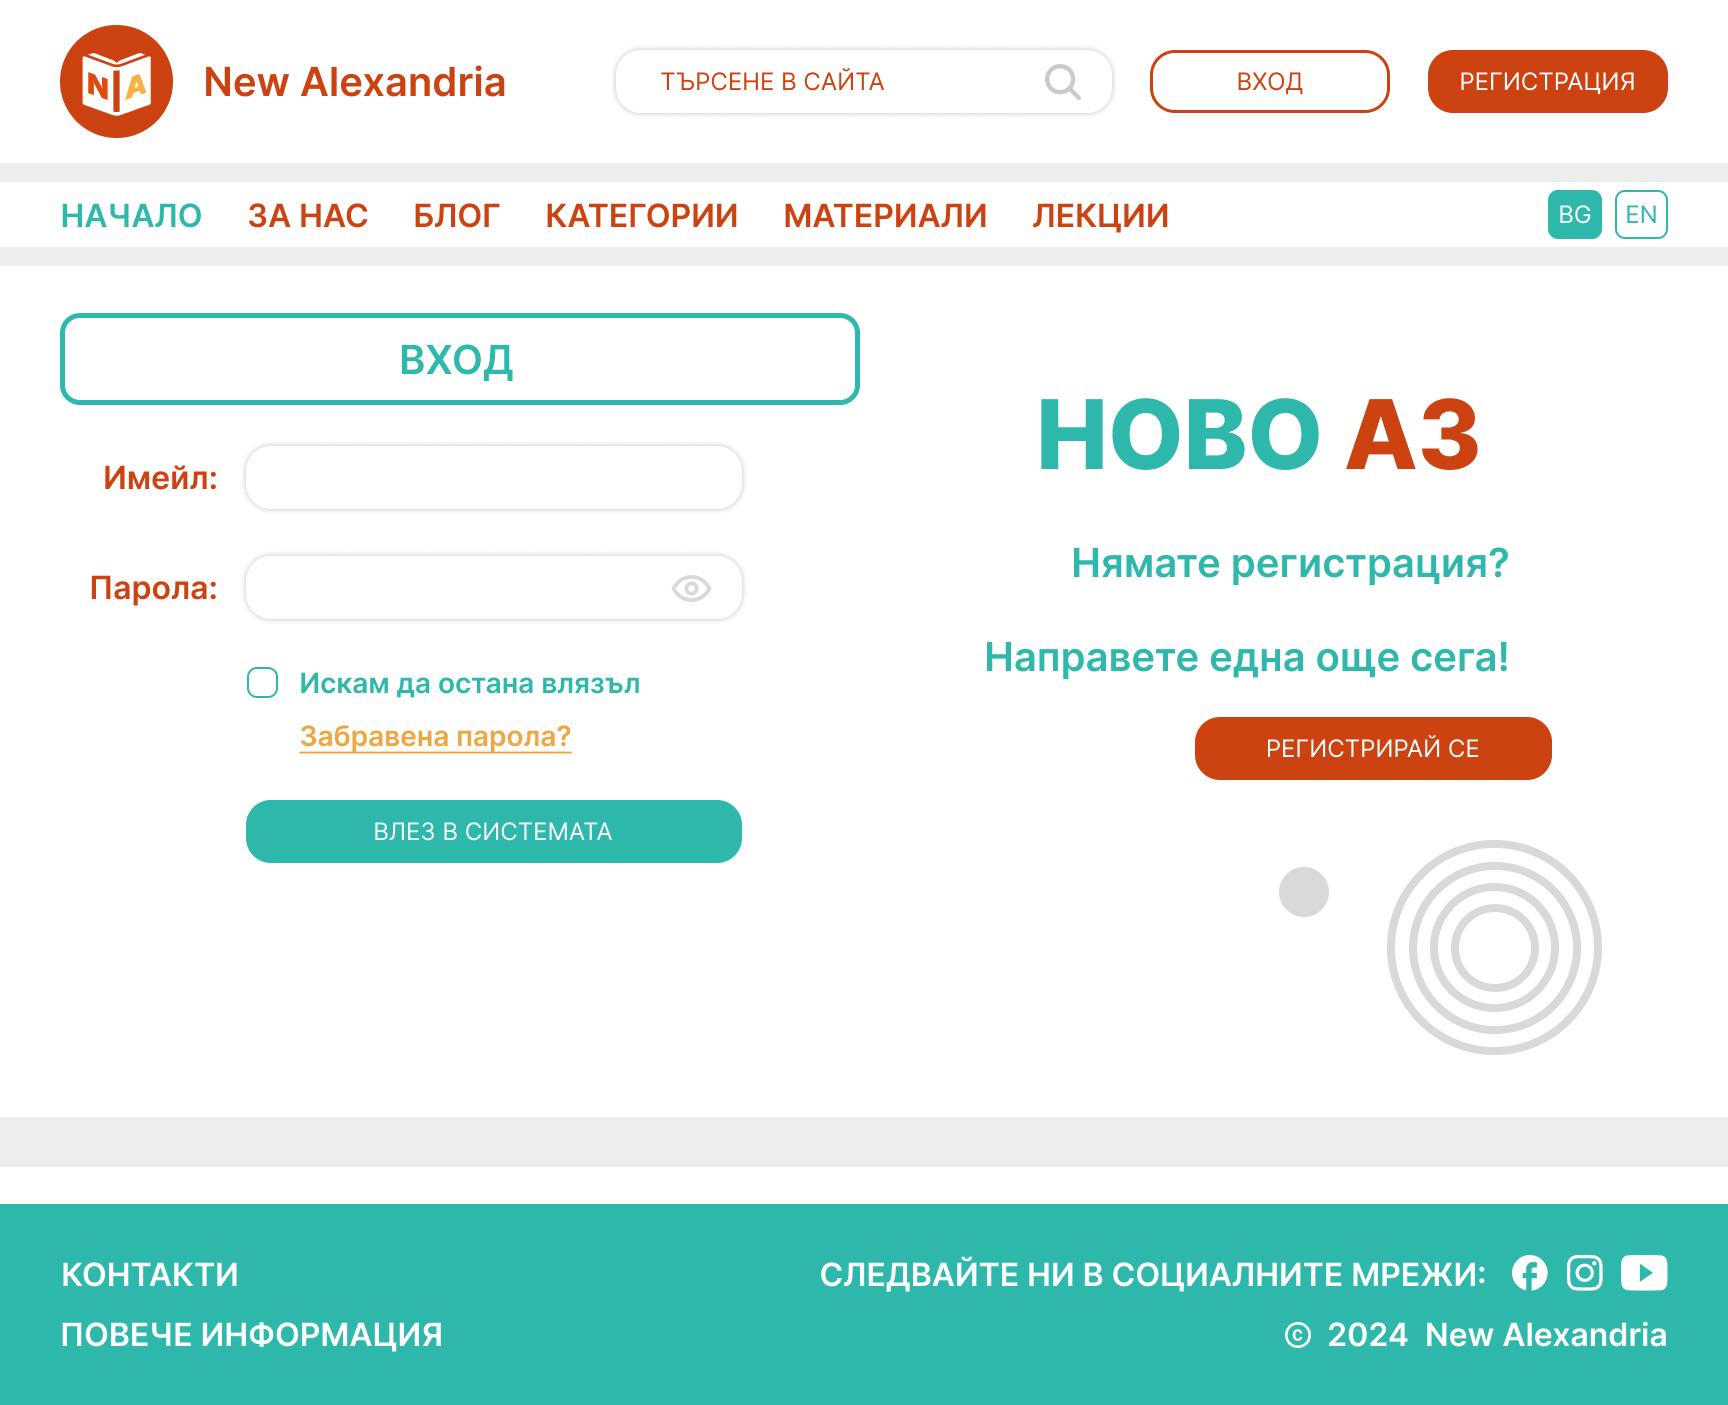 NA
New Alexandria
ТЪРСЕНЕ В САЙТА
ВХОД
РЕГИСТРАЦИЯ
НАЧАЛО ЗА НАС БЛОГ КАТЕГОРИИ МАТЕРИАЛИ ЛЕКЦИИ
BG EN
ВХОД
Имейл:
Парола:
Искам да остана влязъл
Забравена парола?
ВЛЕЗ В СИСТЕМАТА
НОВО АЗ
Нямате регистрация?
Направете една още сега!
РЕГИСТРИРАЙ СЕ
КОНТАКТИ
ПОВЕЧЕ ИНФОРМАЦИЯ
СЛЕДВАЙТЕ НИ В СОЦИАЛНИТЕ МРЕЖИ:
© 2024 New Alexandria